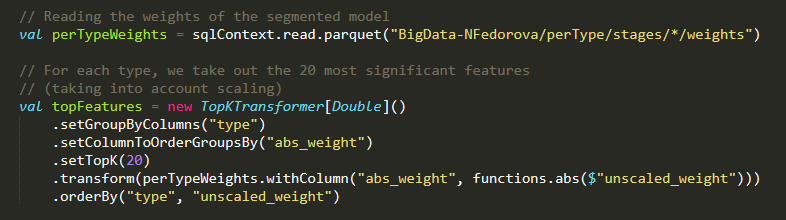 // Reading the weights of the segmented model
val perTypeWeights = sqlContext.read.parquet("BigData-NFedorova/perType/stages/*/weights")
// For each type, we take out the 20 most significant features
// (taking into account scaling)
val topFeatures = new TopKTransformer[Double]()
.setGroupByColumns("type")
.setColumnToOrderGroupsBy("abs_weight")
.setTopK(20)
.transform(perTypeWeights.withColumn("abs_weight", functions.abs($"unscaled_weight")))
.orderBy("type", "unscaled_weight")